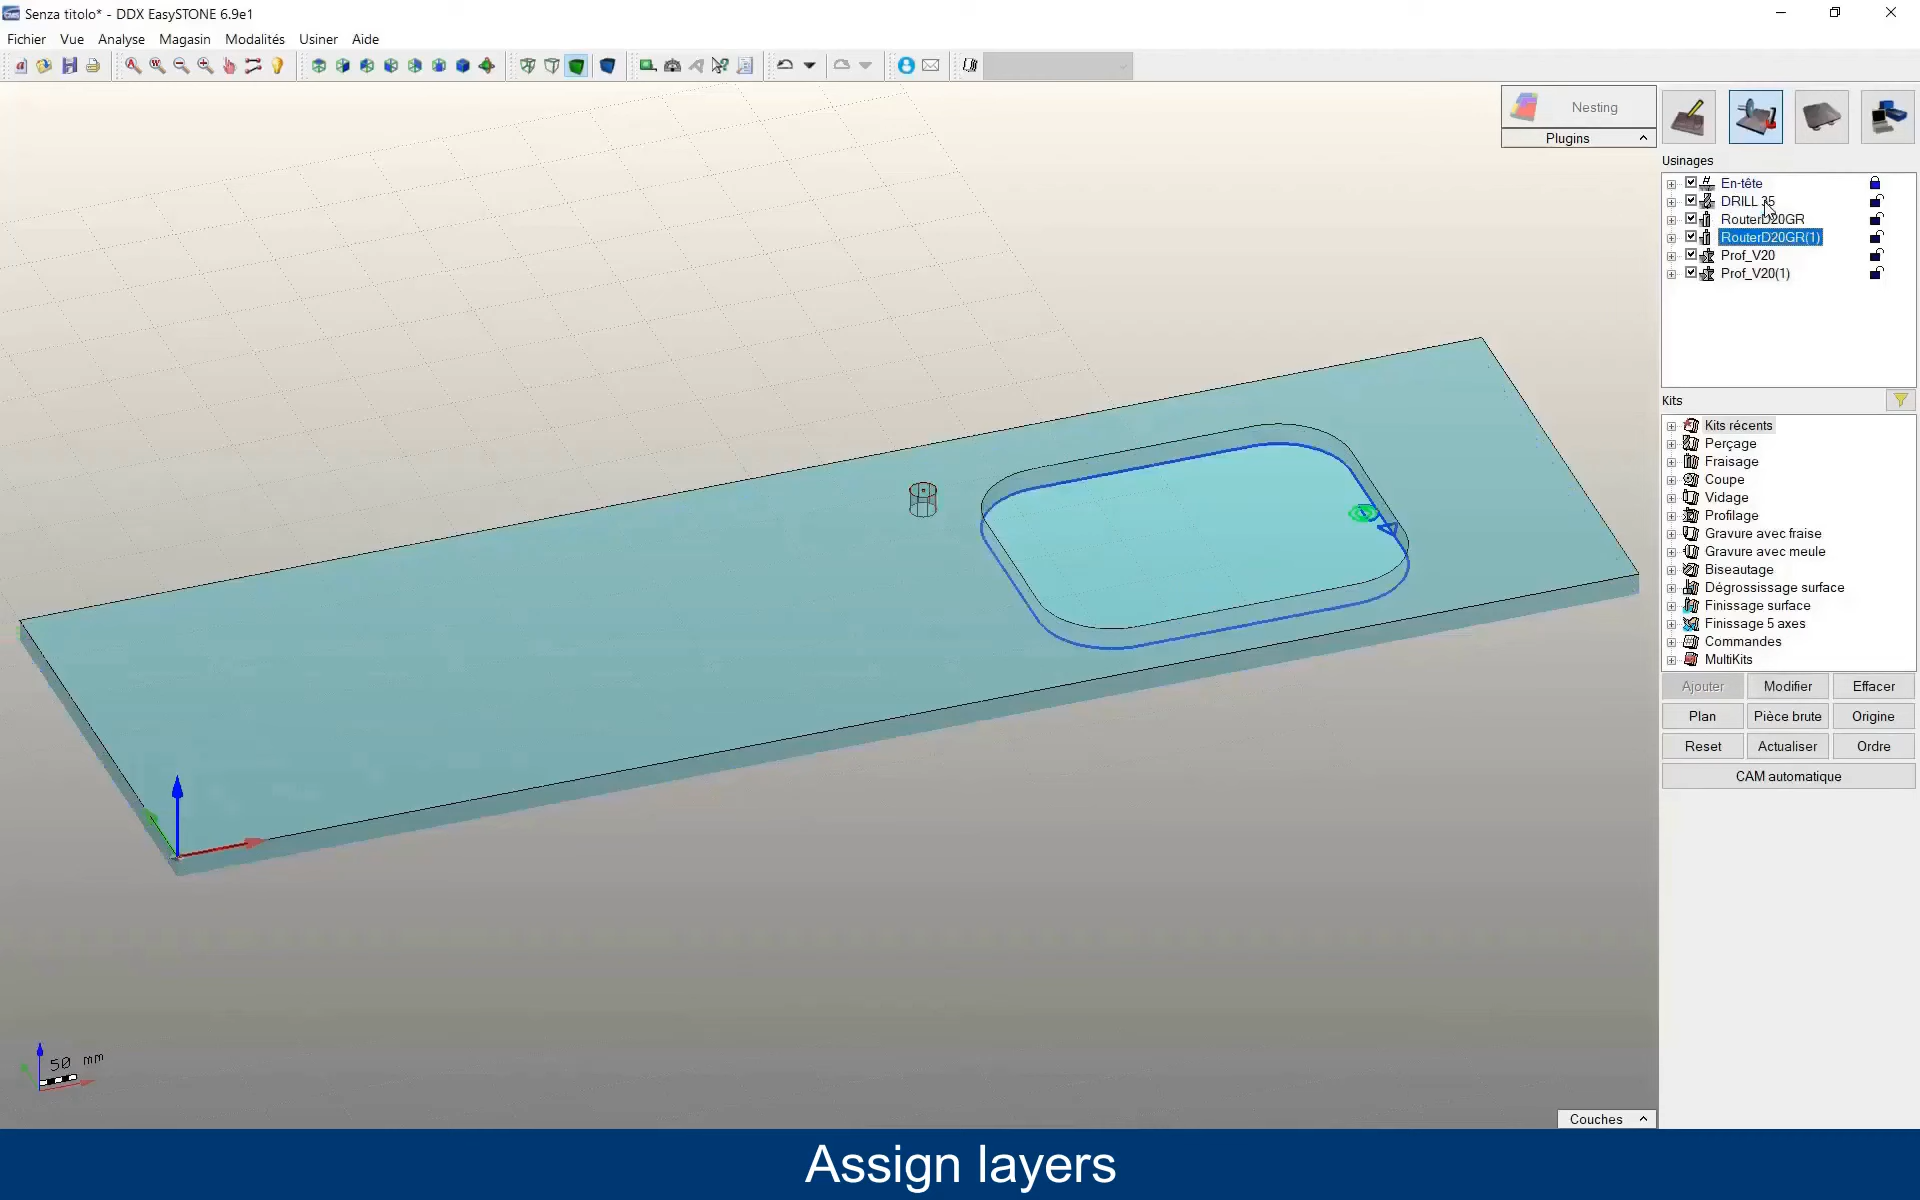 Senza titolo* - DDX EasySTONE 6.9e1
Fichier Vue Analyse Magasin Modalités Usiner Aide
Nesting
Plugins
Usinages
En-tête
DRILL 35
RouterD20GR
RouterD20GR(1)
Prof_V20
Prof_V20(1)
Kits
Kits récents
Perçage
Fraisage
Coupe
Vidage
Profilage
Gravure avec fraise
Gravure avec meule
Biseautage
Dégrossissage surface
Finissage surface
Finissage 5 axes
Commandes
MultiKits
Ajouter Modifier Effacer
Plan Pièce brute Origine
Reset Actualiser Ordre
CAM automatique
50 mm
Couches
Assign layers